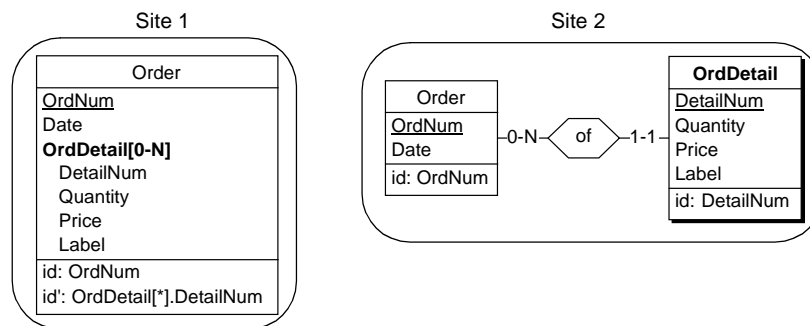 Site 1
Order
OrdNum
Date
OrdDetail[0-N]
DetailNum
Quantity
Price
Label
id: OrdNum
id': OrdDetail[*].DetailNum
Site 2
Order
OrdNum
Date
id: OrdNum
0-N
of
1-1
OrdDetail
DetailNum
Quantity
Price
Label
id: DetailNum